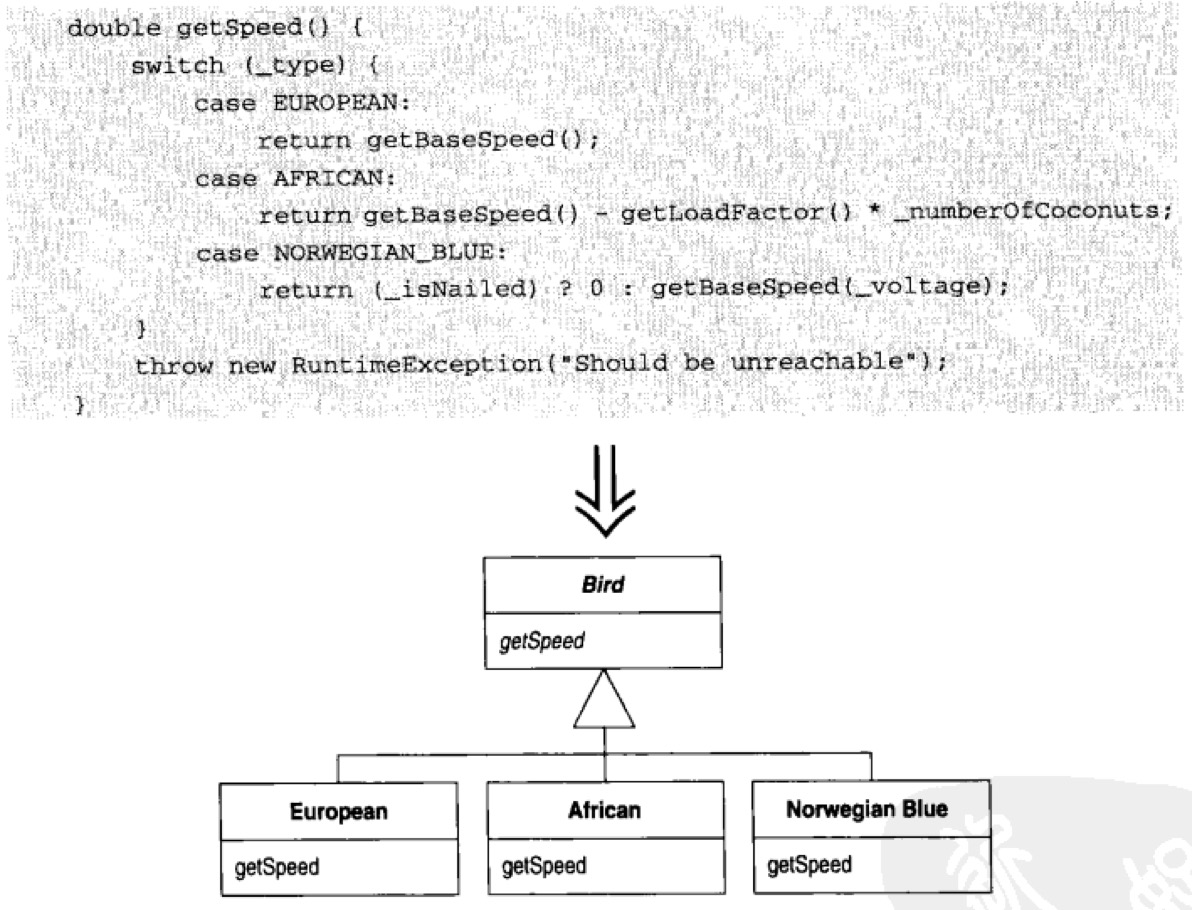 double getSpeed() {
switch (_type) {
case EUROPEAN:
return getBaseSpeed();
case AFRICAN:
return getBaseSpeed() - getLoadFactor() * _numberOfCoconuts;
case NORWEGIAN_BLUE:
return (_isNailed) ? 0 : getBaseSpeed(_voltage);
}
throw new RuntimeException("Should be unreachable");
}
Bird
getSpeed
European
African
Norwegian Blue
getSpeed
getSpeed
getSpeed